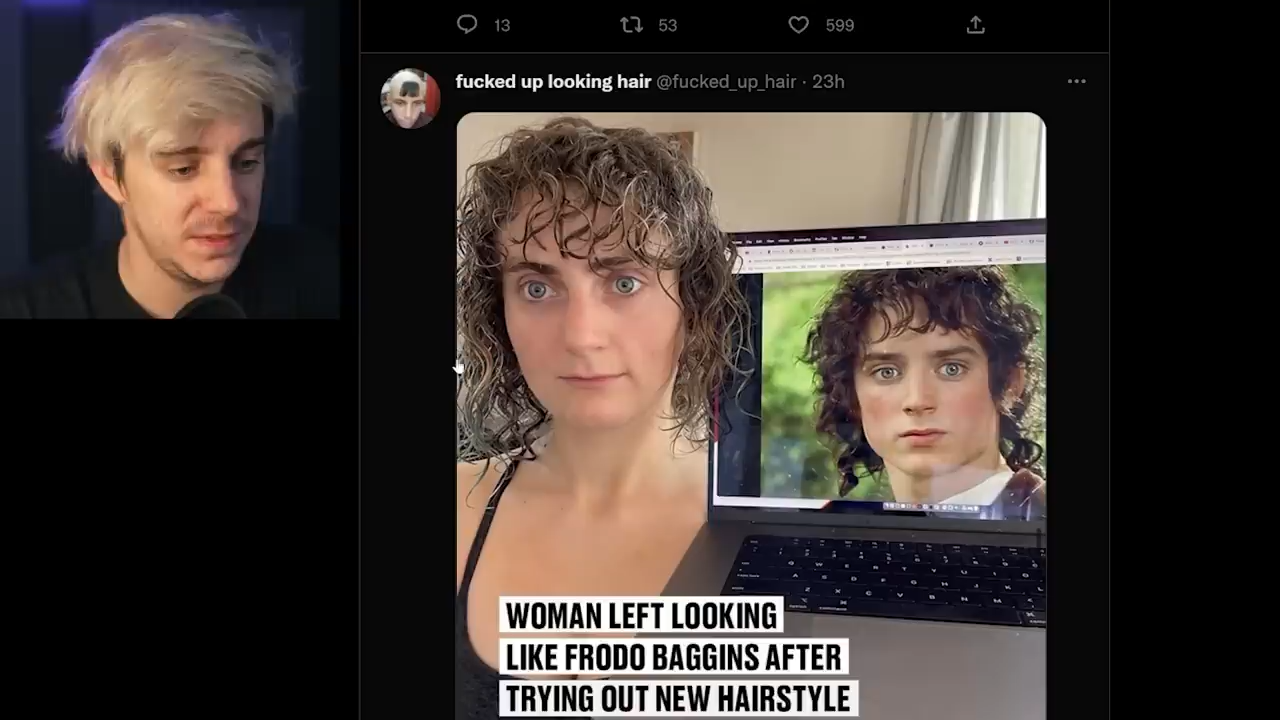 13 53 599
fucked up looking hair @fucked_up_hair · 23h
WOMAN LEFT LOOKING
LIKE FRODO BAGGINS AFTER
TRYING OUT NEW HAIRSTYLE